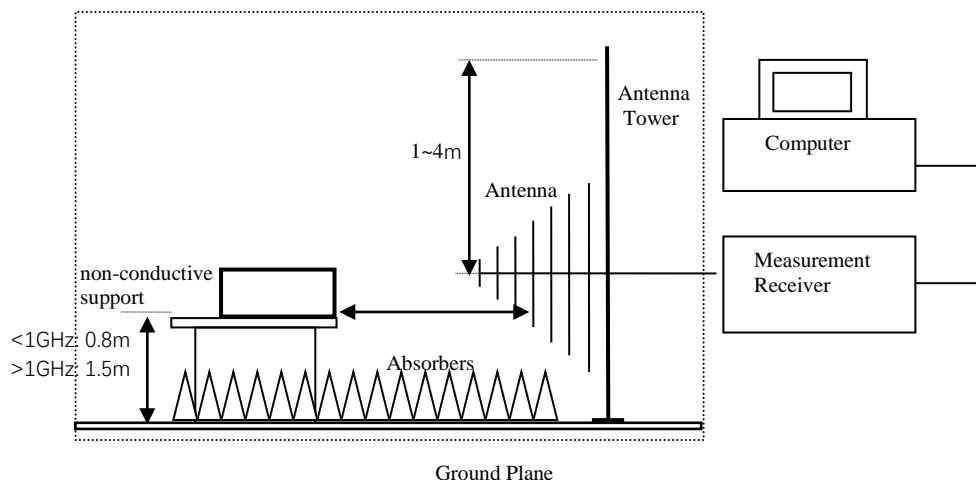 Antenna
Tower
1~4m
Antenna
Computer
Measurement
Receiver
non-conductive
support
<1GHz: 0.8m
>1GHz: 1.5m
Absorbers
Ground Plane